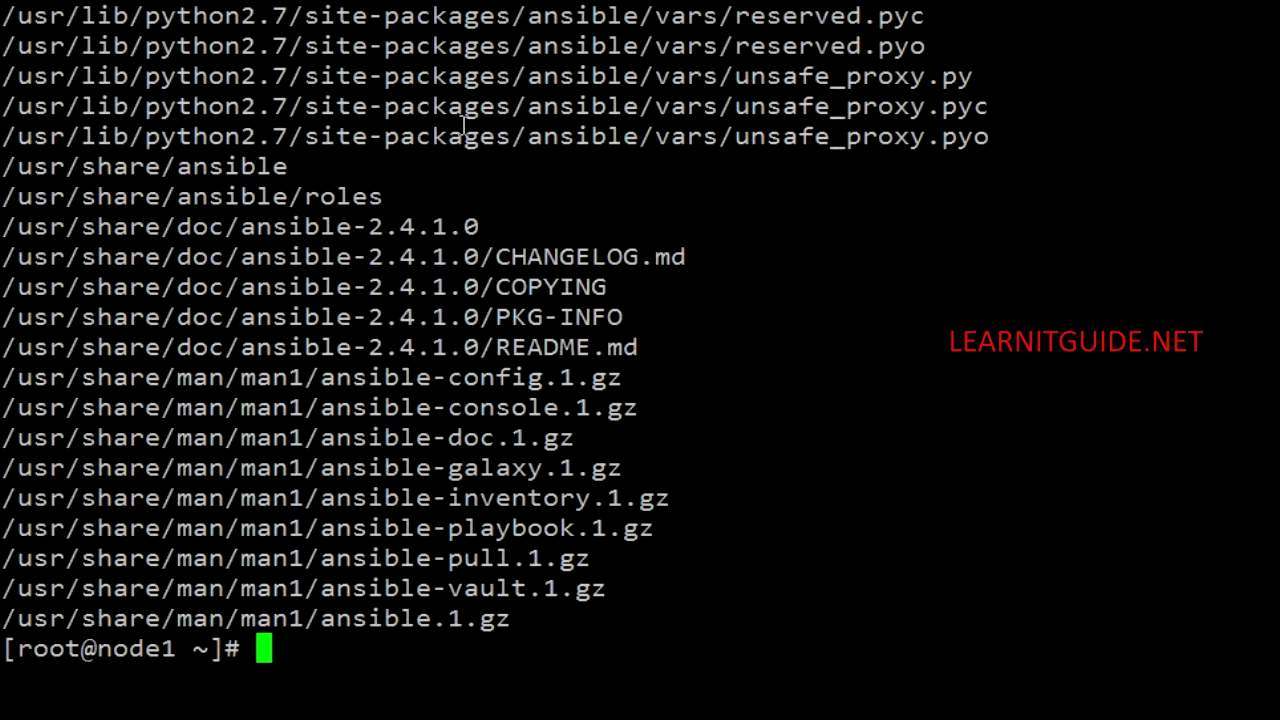 /usr/lib/python2.7/site-packages/ansible/vars/reserved.pyc
/usr/lib/python2.7/site-packages/ansible/vars/reserved.pyo
/usr/lib/python2.7/site-packages/ansible/vars/unsafe_proxy.py
/usr/lib/python2.7/site-packages/ansible/vars/unsafe_proxy.pyc
/usr/lib/python2.7/site-packages/ansible/vars/unsafe_proxy.pyo
/usr/share/ansible
/usr/share/ansible/roles
/usr/share/doc/ansible-2.4.1.0
/usr/share/doc/ansible-2.4.1.0/CHANGELOG.md
/usr/share/doc/ansible-2.4.1.0/COPYING
/usr/share/doc/ansible-2.4.1.0/PKG-INFO
/usr/share/doc/ansible-2.4.1.0/README.md
LEARNITGUIDE.NET
/usr/share/man/man1/ansible-config.1.gz
/usr/share/man/man1/ansible-console.1.gz
/usr/share/man/man1/ansible-doc.1.gz
/usr/share/man/man1/ansible-galaxy.1.gz
/usr/share/man/man1/ansible-inventory.1.gz
/usr/share/man/man1/ansible-playbook.1.gz
/usr/share/man/man1/ansible-pull.1.gz
/usr/share/man/man1/ansible-vault.1.gz
/usr/share/man/man1/ansible.1.gz
[root@node1 ~]#